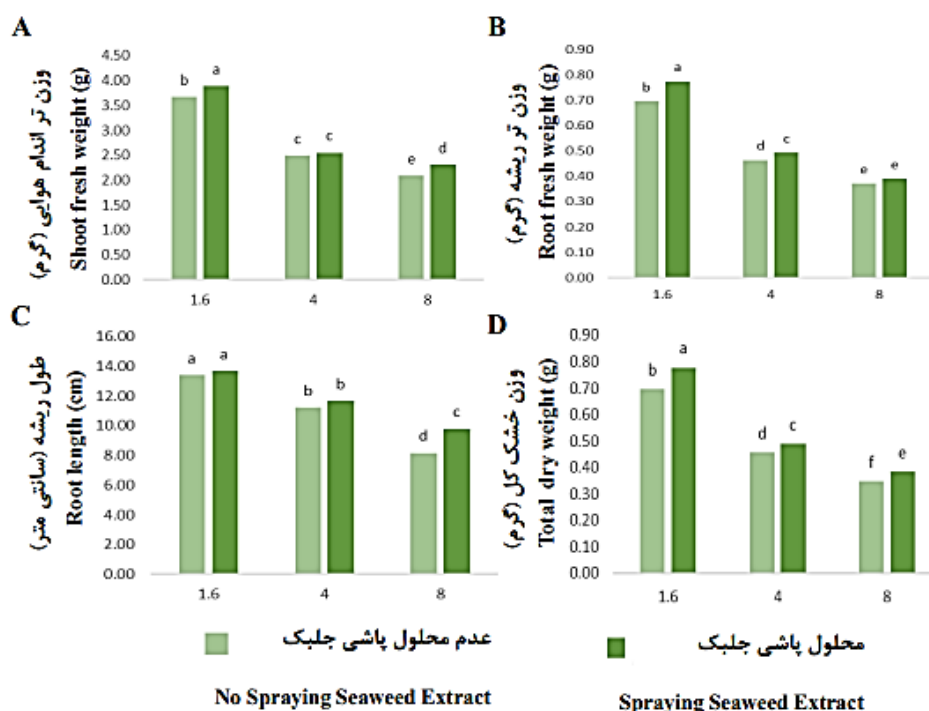 A
وزن تر اندام هوایی (گرم)
Shoot fresh weight (g)
4.50
4.00
3.50
3.00
2.50
2.00
1.50
1.00
0.50
0.00
b a
c c
e d
1.6 4 8
B
وزن تر ریشه (گرم)
Root fresh weight (g)
0.90
0.80
0.70
0.60
0.50
0.40
0.30
0.20
0.10
0.00
b a
d c
e e
1.6 4 8
C
طول ریشه (سانتی متر)
Root length (cm)
16.00
14.00
12.00
10.00
8.00
6.00
4.00
2.00
0.00
a a
b b
d c
1.6 4 8
D
وزن خشک کل (گرم)
Total dry weight (g)
0.90
0.80
0.70
0.60
0.50
0.40
0.30
0.20
0.10
0.00
b a
d c
f e
1.6 4 8
عدم محلول پاشی جلبک
No Spraying Seaweed Extract
محلول پاشی جلبک
Spraying Seaweed Extract